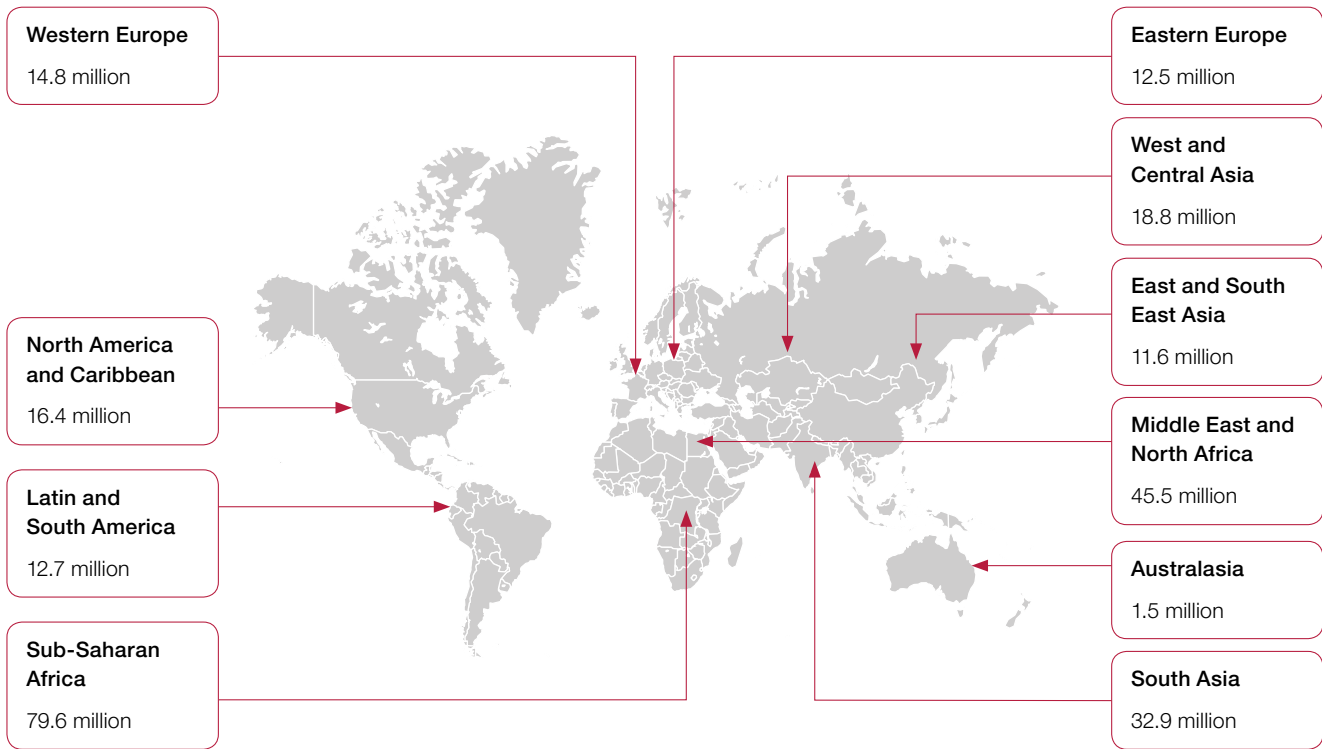 Western Europe
14.8 million
North America
and Caribbean
16.4 million
Latin and
South America
12.7 million
Sub-Saharan
Africa
79.6 million
Eastern Europe
12.5 million
West and
Central Asia
18.8 million
East and South
East Asia
11.6 million
Middle East and
North Africa
45.5 million
Australasia
1.5 million
South Asia
32.9 million